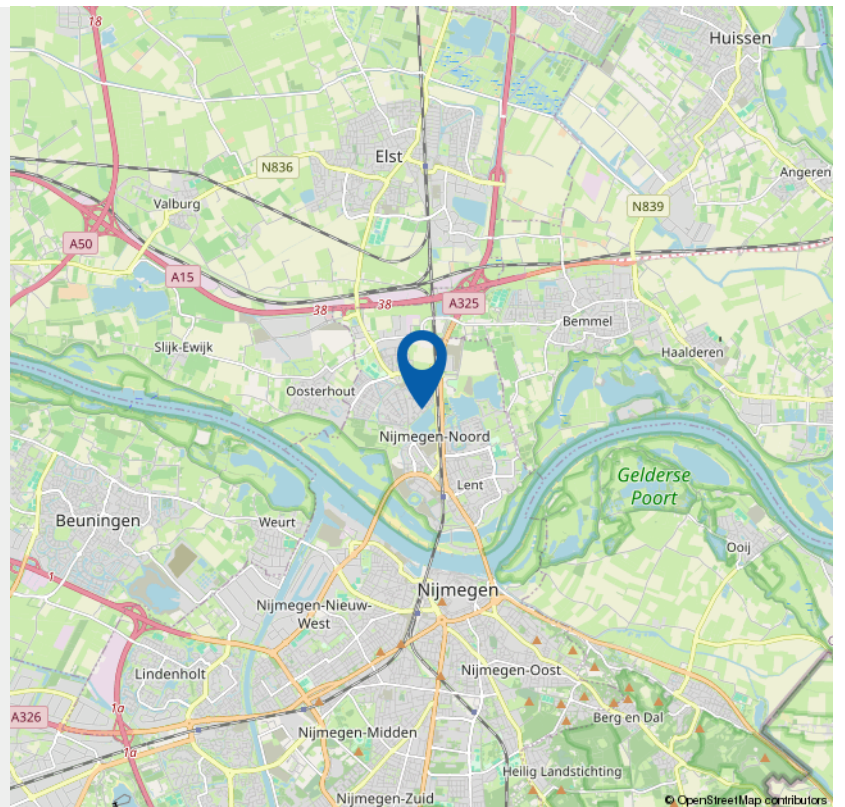 18
Huissen
Elst
N836
Angeren
Valburg
N839
A50
A15
A325
38
38
Bemmel
Slijk-Ewijk
Haalderen
Oosterhout
Nijmegen-Noord
Gelderse
Poort
Lent
Beuningen
Weurt
Ooij
1
Nijmegen
Nijmegen-Nieuw-
West
Lindenholt
Nijmegen-Oost
1a
A326
Berg en Dal
Nijmegen-Midden
1a
Heilig Landstichting
Nijmegen-Zuid
© OpenStreetMap contributors